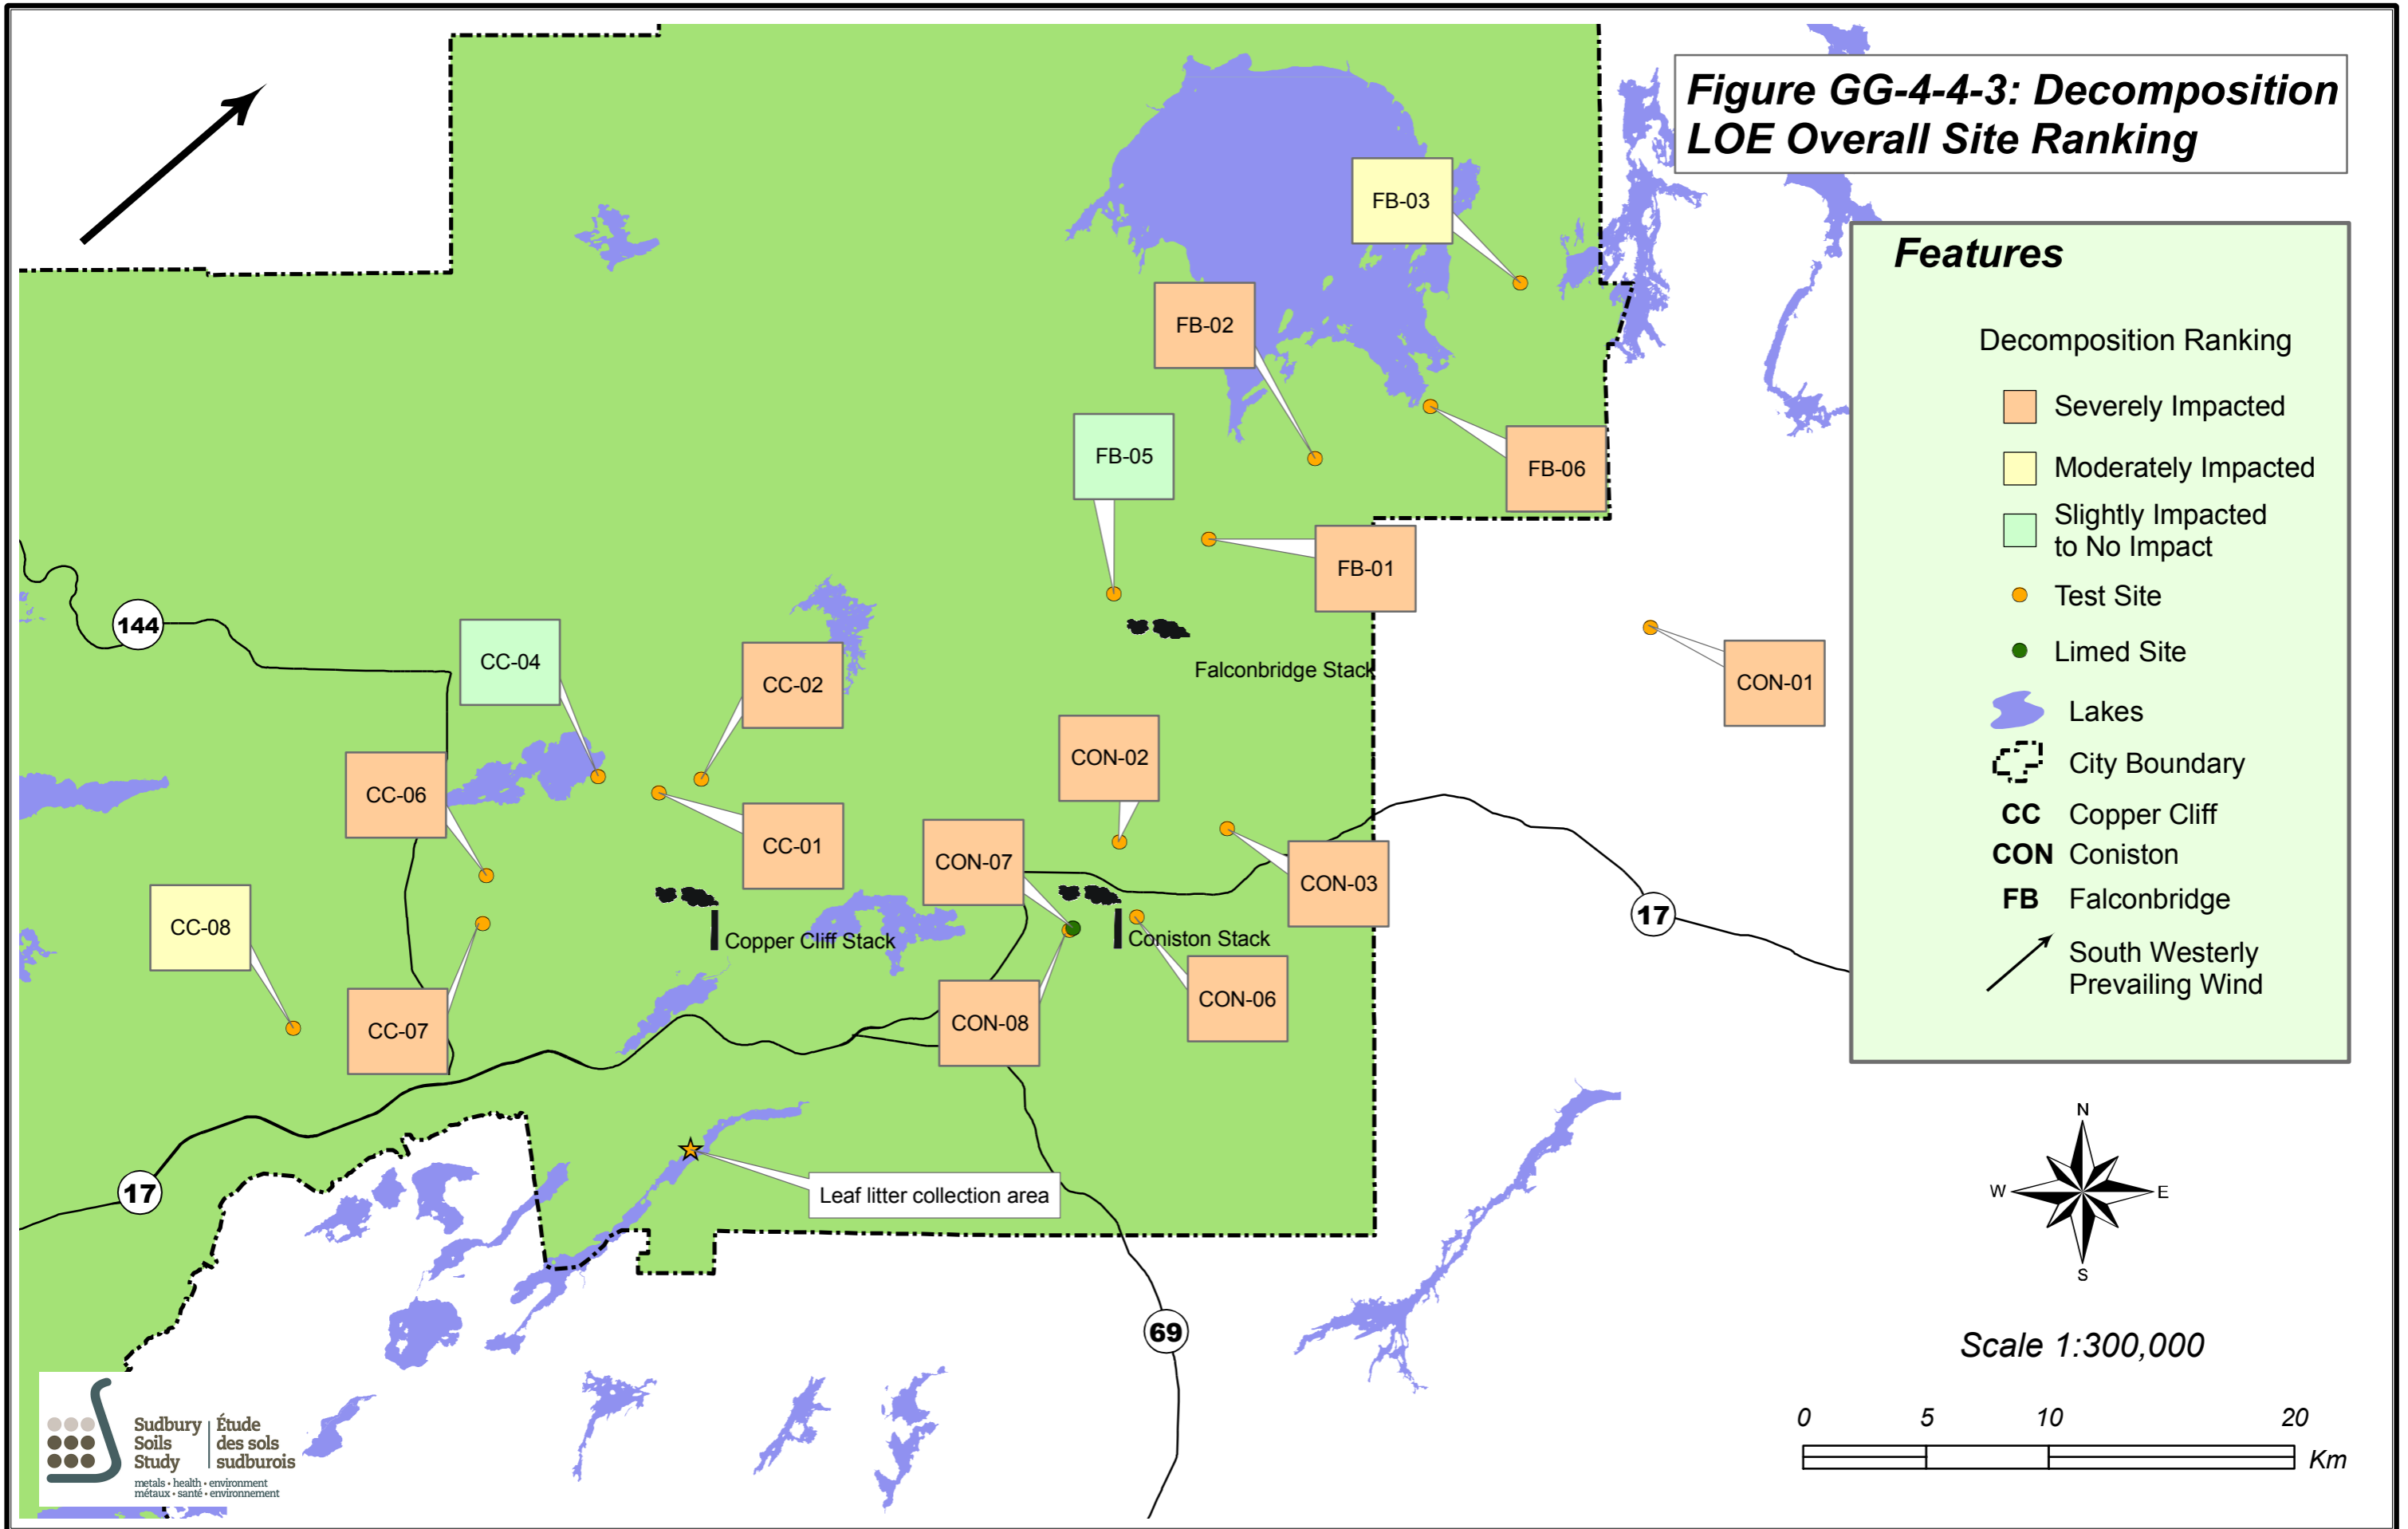 Figure GG-4-4-3: Decomposition
LOE Overall Site Ranking
FB-03
FB-02
FB-05
FB-06
FB-01
144
CC-04
CC-02
Falconbridge Stack
CON-01
CC-06
CON-02
CC-01
CON-07
CON-03
CC-08
Copper Cliff Stack
Coniston Stack
17
CC-07
CON-08
CON-06
17
Leaf litter collection area
69
Features
Decomposition Ranking
Severely Impacted
Moderately Impacted
Slightly Impacted
to No Impact
Test Site
Limed Site
Lakes
City Boundary
CC Copper Cliff
CON Coniston
FB Falconbridge
South Westerly
Prevailing Wind
N
W E
S
Scale 1:300,000
0 5 10 20
Km
Sudbury Étude
Soils des sols
Study sudburois
metals • health • environment
métaux • santé • environnement